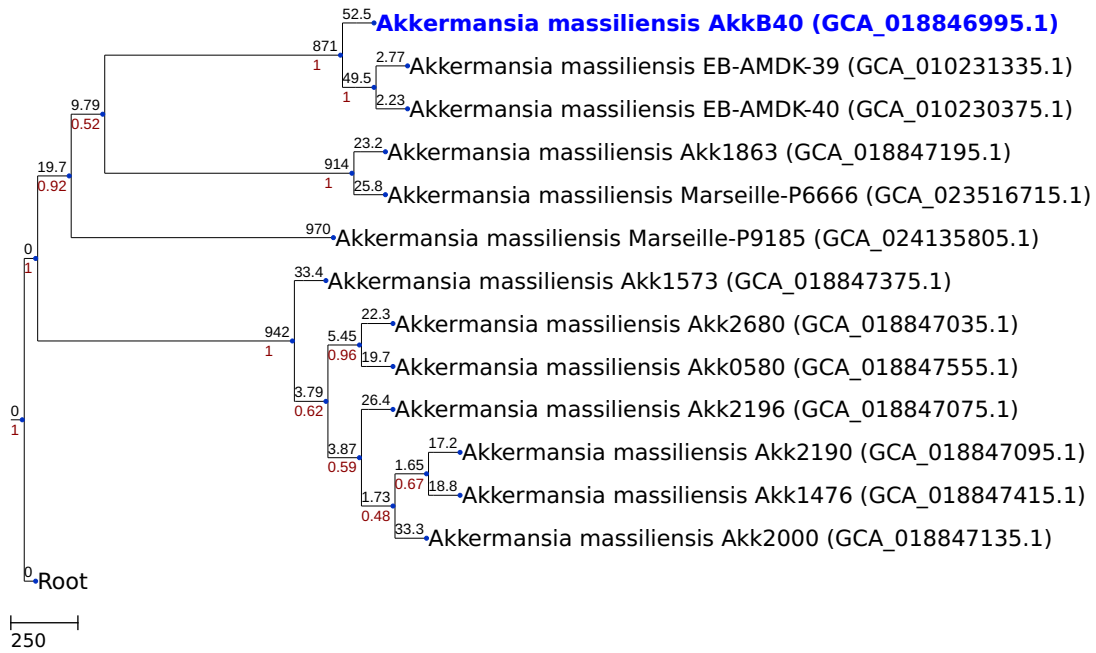 52.5
Akkermansia massiliensis AkkB40 (GCA_018846995.1)
871
1
2.77
Akkermansia massiliensis EB-AMDK-39 (GCA_010231335.1)
49.5
1
2.23
Akkermansia massiliensis EB-AMDK-40 (GCA_010230375.1)
9.79
0.52
23.2
Akkermansia massiliensis Akk1863 (GCA_018847195.1)
914
1
19.7
0.92
25.8
Akkermansia massiliensis Marseille-P6666 (GCA_023516715.1)
970
Akkermansia massiliensis Marseille-P9185 (GCA_024135805.1)
0
1
33.4
Akkermansia massiliensis Akk1573 (GCA_018847375.1)
22.3
Akkermansia massiliensis Akk2680 (GCA_018847035.1)
942
1
5.45
0.96
19.7
Akkermansia massiliensis Akk0580 (GCA_018847555.1)
3.79
0.62
26.4
Akkermansia massiliensis Akk2196 (GCA_018847075.1)
0
1
3.87
0.59
17.2
Akkermansia massiliensis Akk2190 (GCA_018847095.1)
1.65
0.67
18.8
Akkermansia massiliensis Akk1476 (GCA_018847415.1)
1.73
0.48
33.3
Akkermansia massiliensis Akk2000 (GCA_018847135.1)
0
Root
250